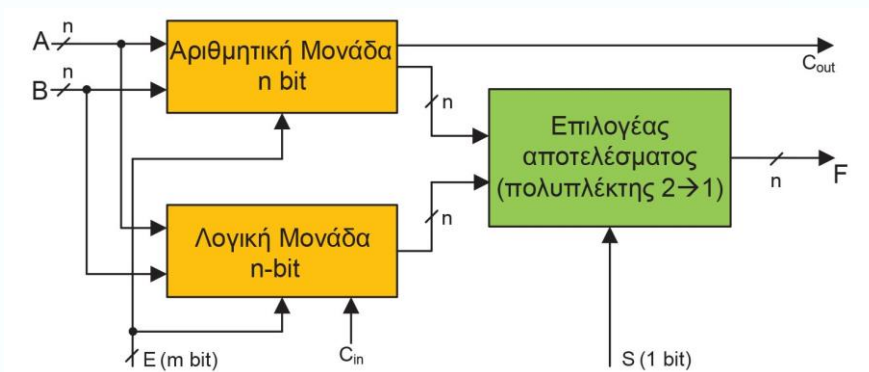 A
n
B
n
Αριθμητική Μονάδα
n bit
C_out
n
Επιλογέας
αποτελέσματος
(πολυπλέκτης 2→1)
n
F
n
Λογική Μονάδα
n-bit
E (m bit)
C_in
S (1 bit)